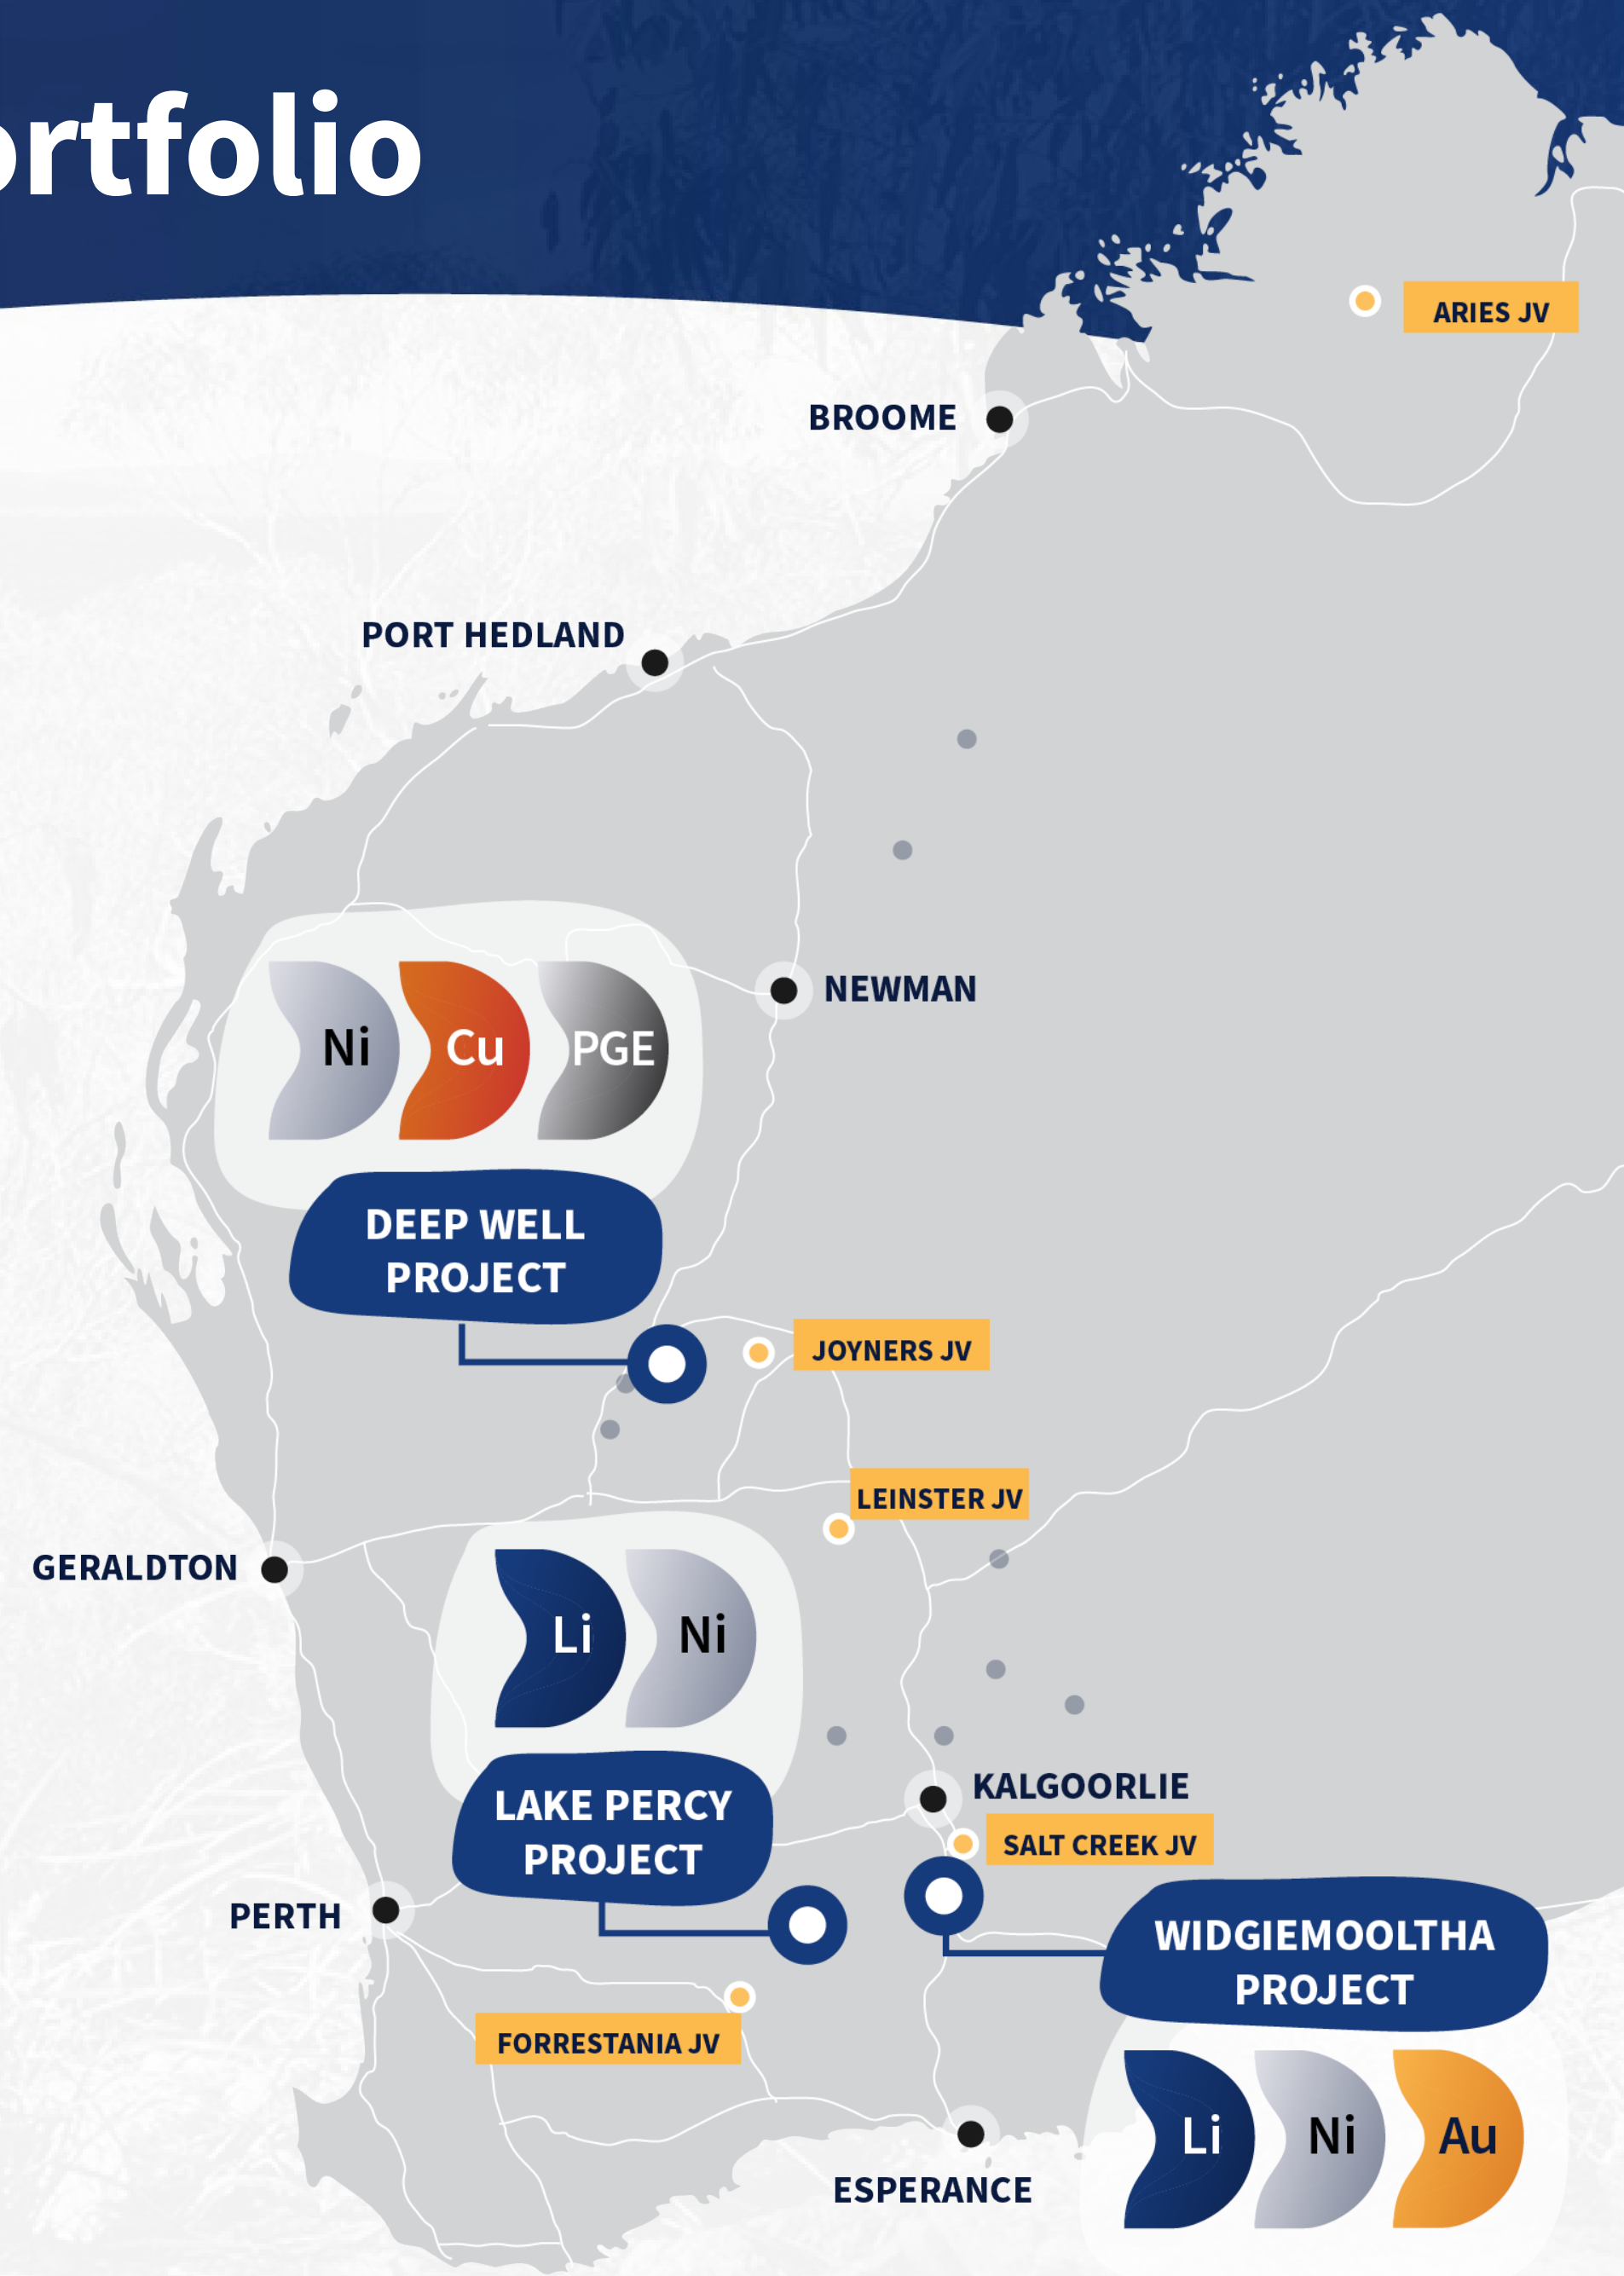 ortfolio
ARIES JV
BROOME
PORT HEDLAND
NEWMAN
Ni
Cu
PGE
DEEP WELL
PROJECT
JOYNERS JV
LEINSTER JV
GERALDTON
Li
Ni
LAKE PERCY
PROJECT
KALGOORLIE
SALT CREEK JV
PERTH
WIDGIEMOOLTHA
PROJECT
FORRESTANIA JV
Li
Ni
Au
ESPERANCE